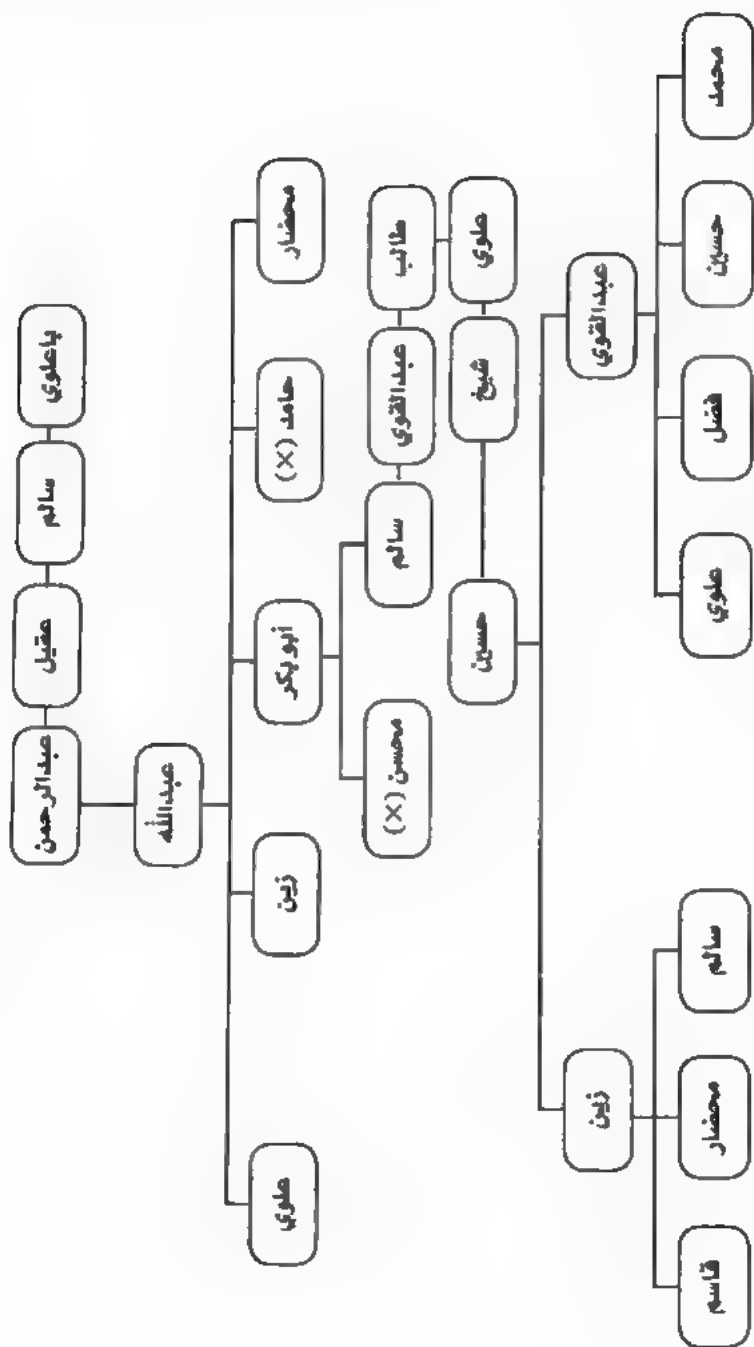 باعلوي
سالم
عقيل
عبدالرحمن
عبدالله
محضار
حامد (X)
أبو بكر
زين
علوي
طالب
عبدالقوي
سالم
محسن (X)
علوي
شيخ
حسين
عبدالقوي
زين
محمد
حسين
فضل
علوي
سالم
محضار
قاسم